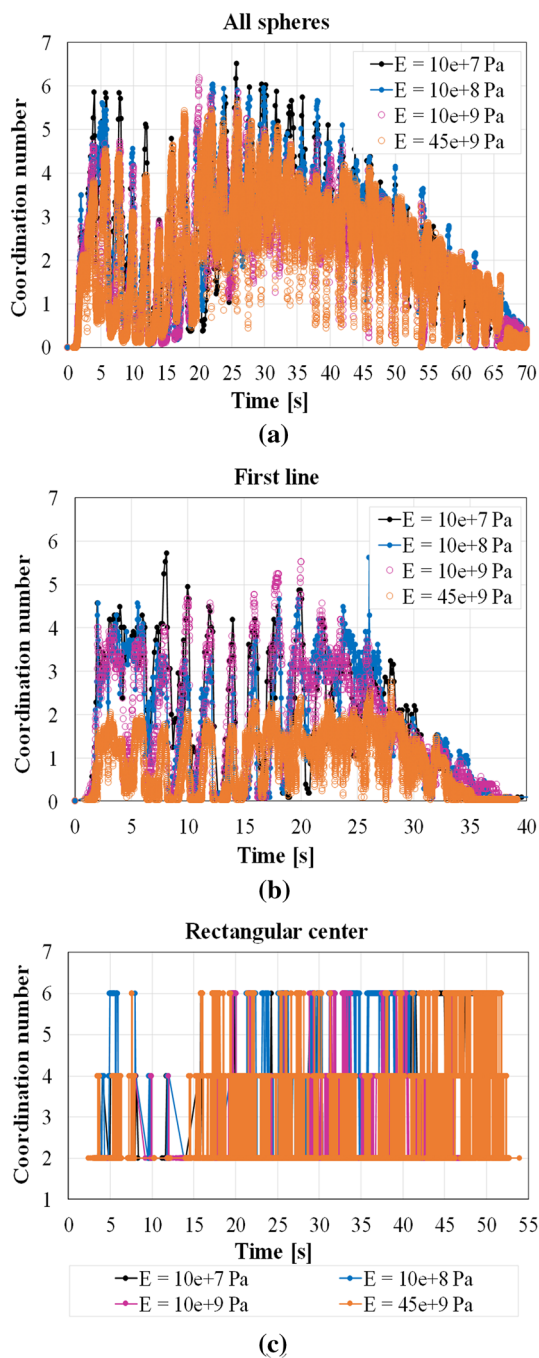 All spheres
7
6
5
4
3
2
1
0
Coordination number
E = 10e+7 Pa
E = 10e+8 Pa
E = 10e+9 Pa
E = 45e+9 Pa
0 5 10 15 20 25 30 35 40 45 50 55 60 65 70
Time [s]
(a)
First line
7
6
5
4
3
2
1
0
Coordination number
E = 10e+7 Pa
E = 10e+8 Pa
E = 10e+9 Pa
E = 45e+9 Pa
0 5 10 15 20 25 30 35 40
Time [s]
(b)
Rectangular center
7
6
5
4
3
2
1
Coordination number
0 5 10 15 20 25 30 35 40 45 50 55
Time [s]
E = 10e+7 Pa E = 10e+8 Pa
E = 10e+9 Pa E = 45e+9 Pa
(c)